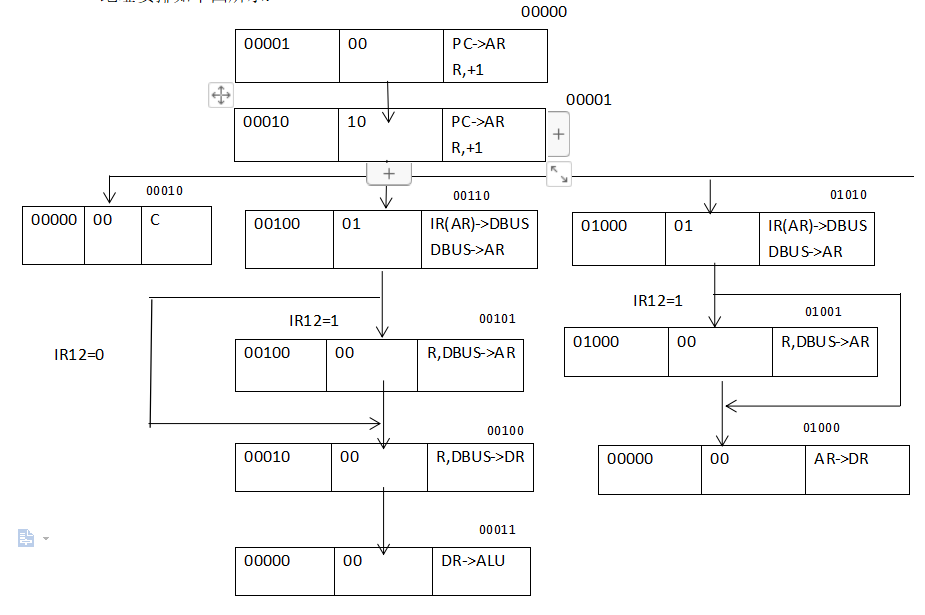 00000
00001 00 PC->AR
R,+1
00001
00010 10 PC->AR
R,+1
00010 00110 01010
00000 00 C
00100 01 IR(AR)->DBUS
DBUS->AR
01000 01 IR(AR)->DBUS
DBUS->AR
IR12=1 00101
IR12=1 01001
IR12=0
00100 00 R,DBUS->AR
01000 00 R,DBUS->AR
00100
01000
00010 00 R,DBUS->DR
00000 00 AR->DR
00011
00000 00 DR->ALU